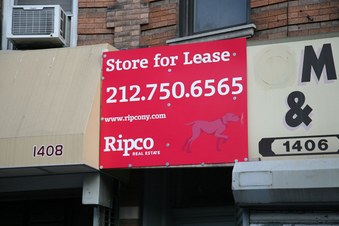 Store for Lease
212.750.6565
www.ripcony.com
Ripco
REAL ESTATE
1408
M
&
1406